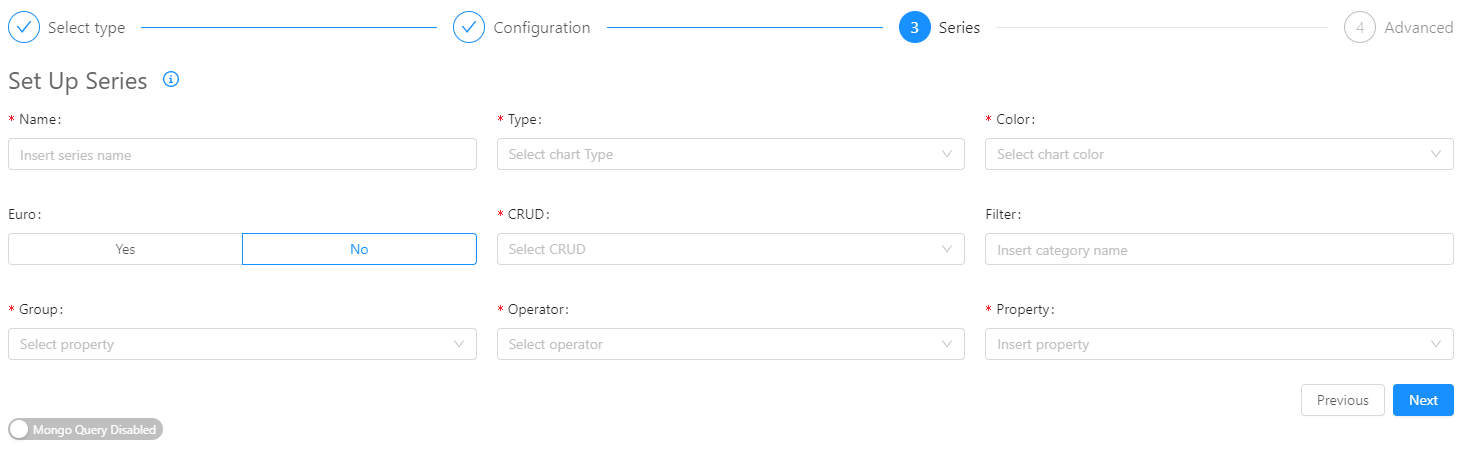 Select type Configuration 3 Series 4 Advanced
Set Up Series
* Name: * Type: * Color:
Insert series name Select chart Type Select chart color
Euro: * CRUD: Filter:
Yes No Select CRUD Insert category name
* Group: * Operator: * Property:
Select property Select operator Insert property
Previous Next
Mongo Query Disabled